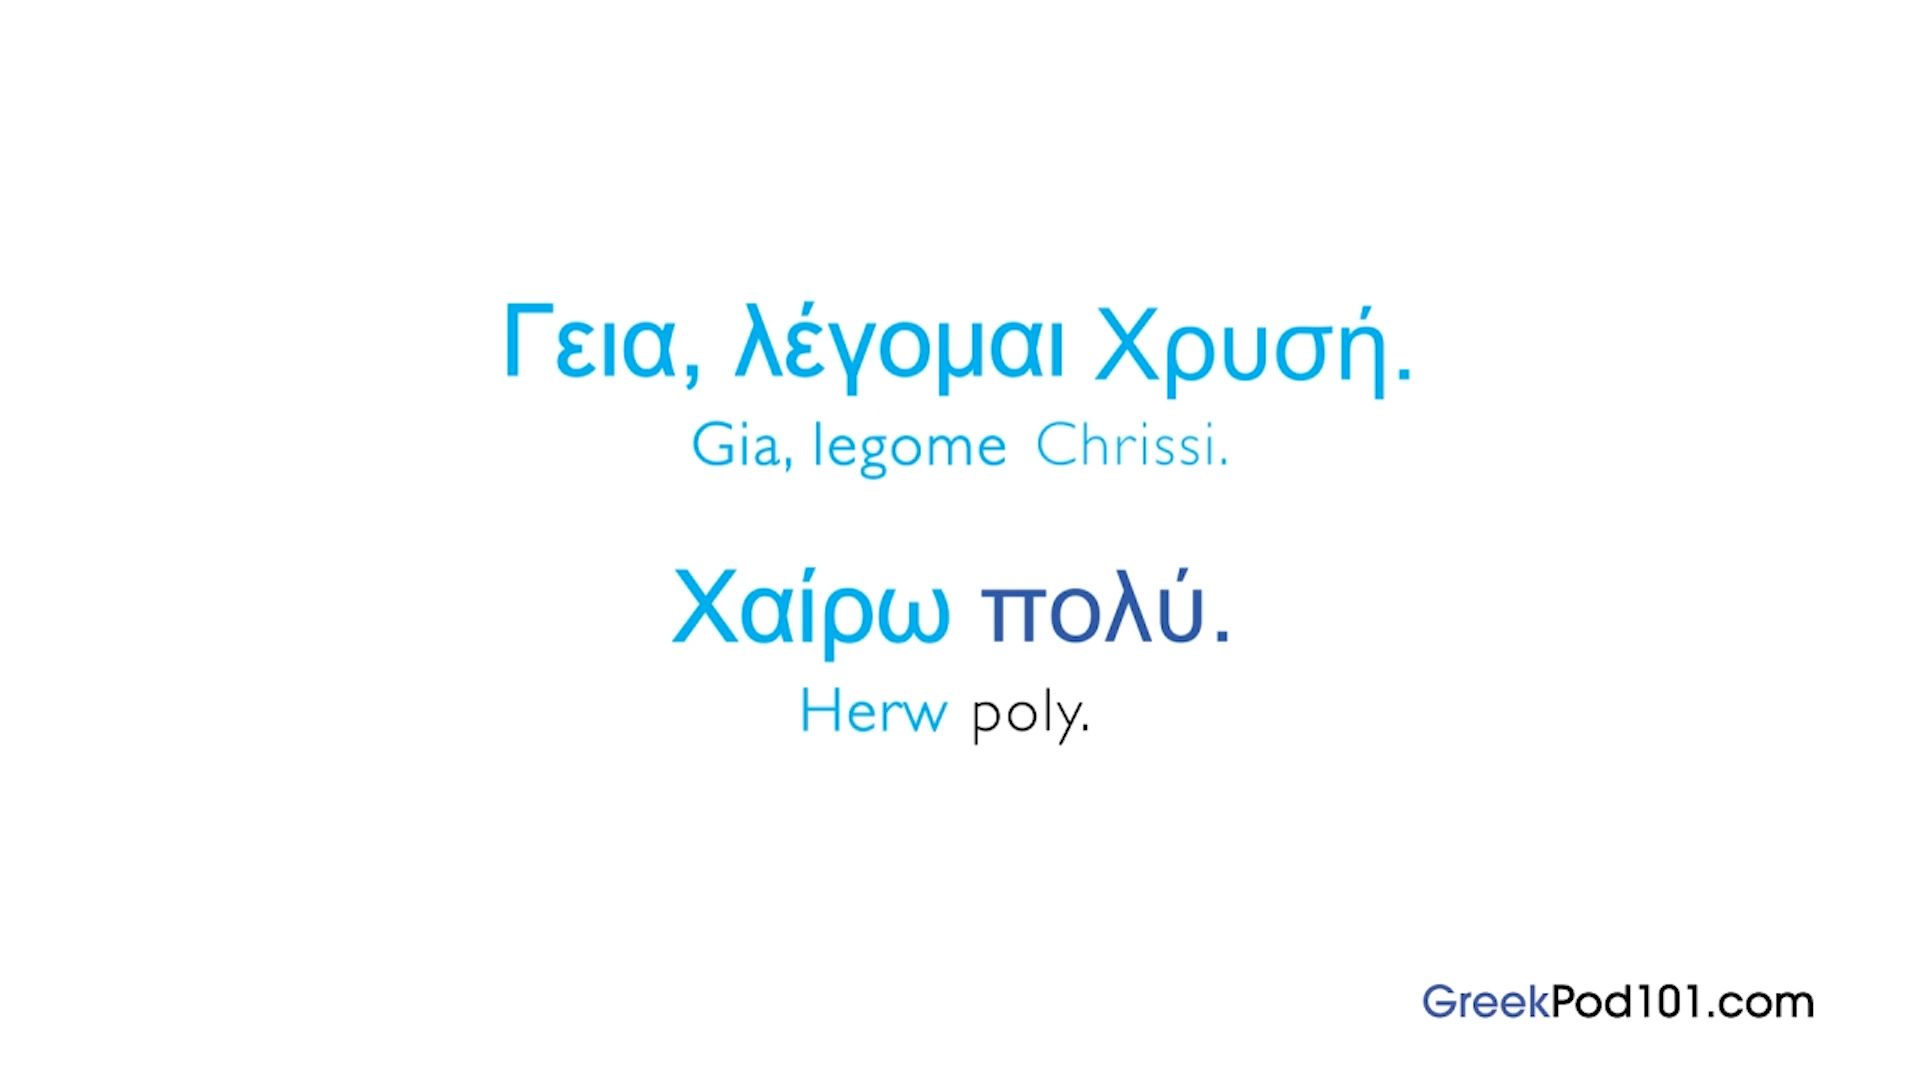 Γεια, λέγομαι Χρυσή.
Gia, legome Chrissi.
Χαίρω πολύ.
Herw poly.
GreekPod101.com